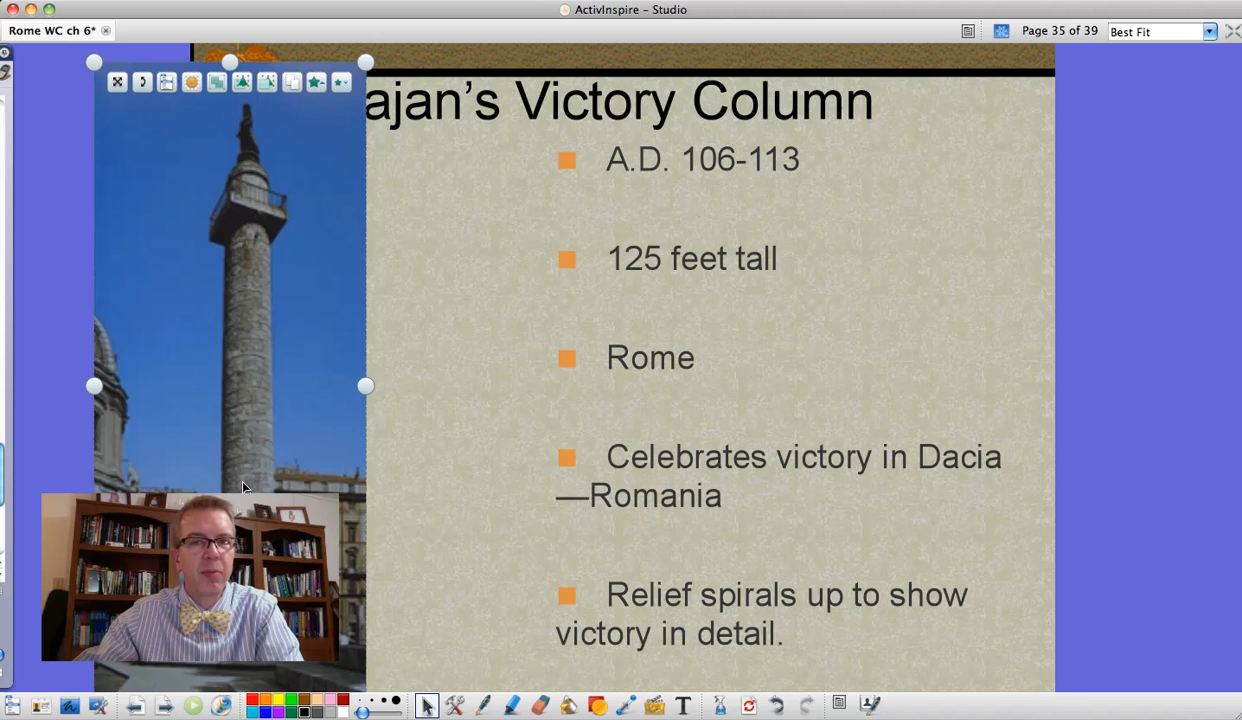 ActivInspire – Studio
Rome WC ch 6*
Page 35 of 39
Best Fit
ajan’s Victory Column
A.D. 106-113
125 feet tall
Rome
Celebrates victory in Dacia
—Romania
Relief spirals up to show
victory in detail.